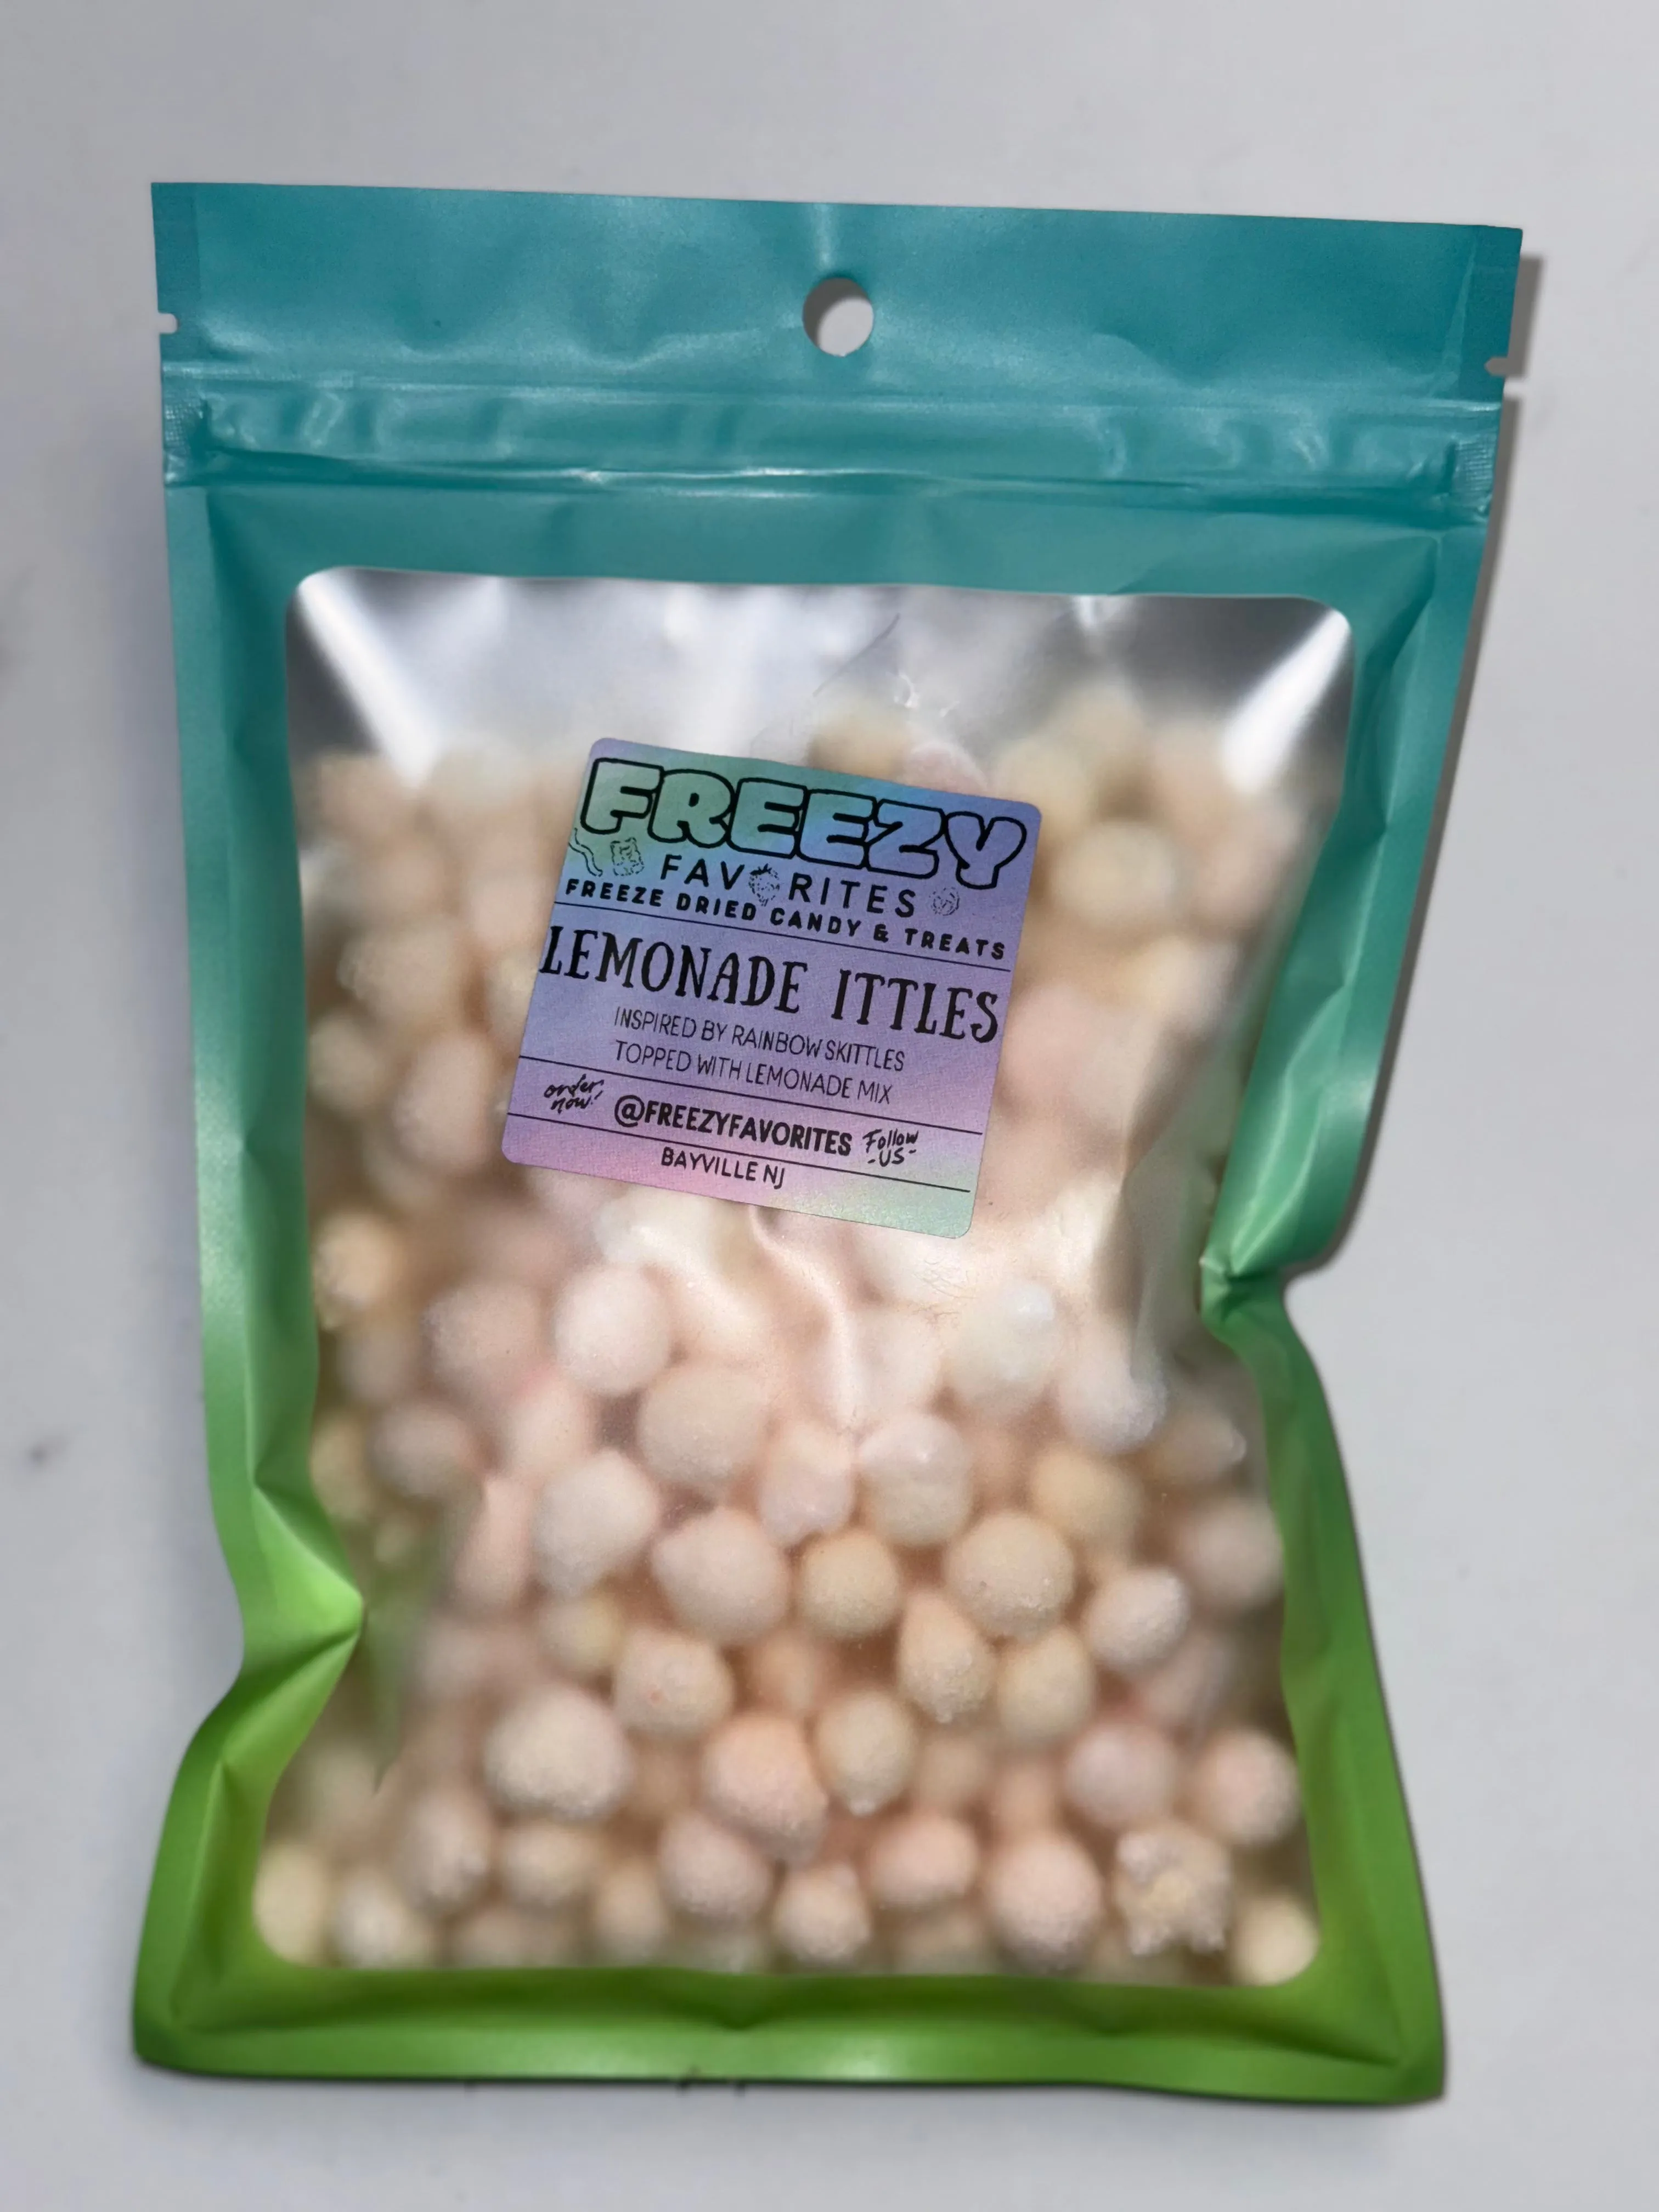 FREEZY
FAVORITES
FREEZE DRIED CANDY & TREATS
LEMONADE ITTLES
INSPIRED BY RAINBOW SKITTLES
TOPPED WITH LEMONADE MIX
order now! @FREEZYFAVORITES Follow -US-
BAYVILLE NJ